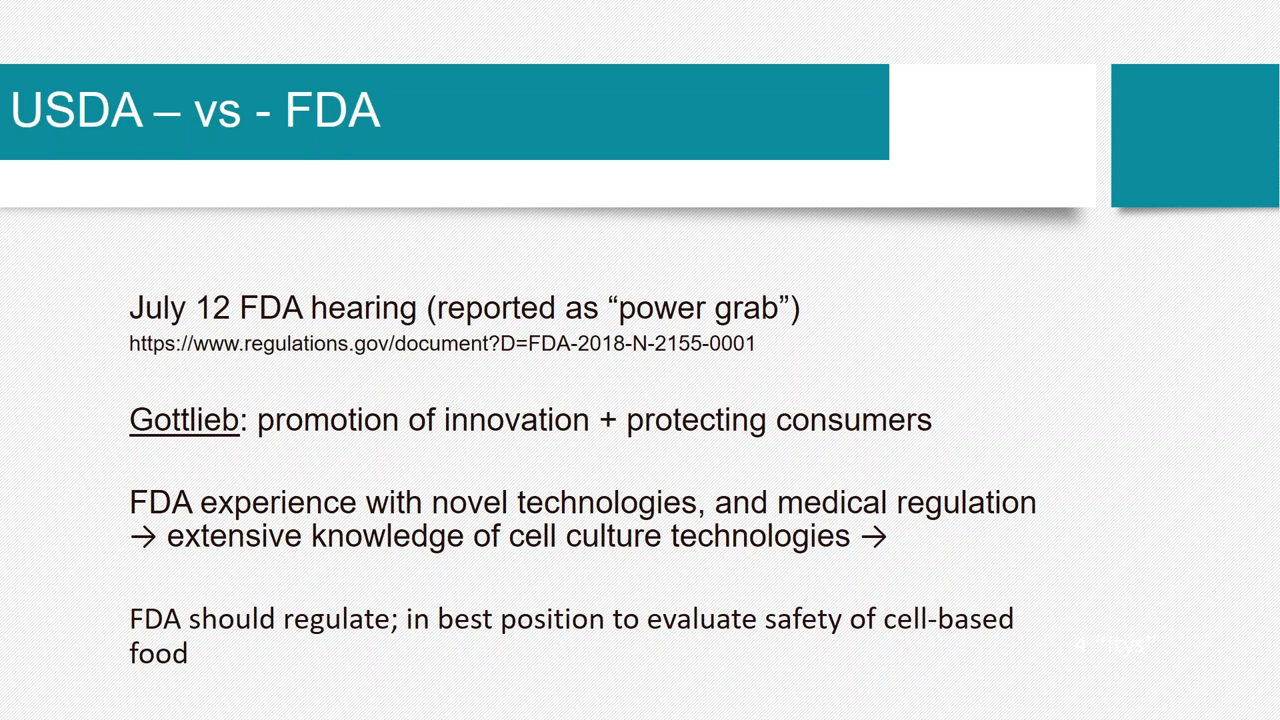 USDA – vs - FDA
July 12 FDA hearing (reported as “power grab”)
https://www.regulations.gov/document?D=FDA-2018-N-2155-0001
Gottlieb: promotion of innovation + protecting consumers
FDA experience with novel technologies, and medical regulation
→ extensive knowledge of cell culture technologies →
FDA should regulate; in best position to evaluate safety of cell-based
food
4 “itys”